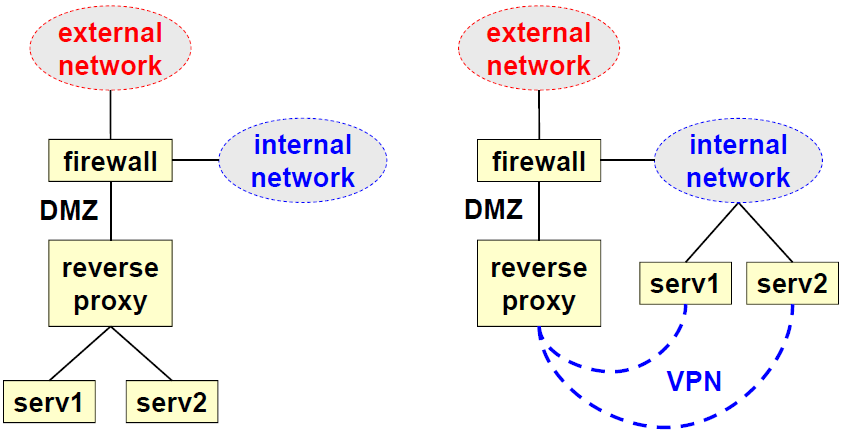 external
network
firewall
internal
network
DMZ
reverse
proxy
serv1
serv2
external
network
firewall
internal
network
DMZ
reverse
proxy
serv1
serv2
VPN